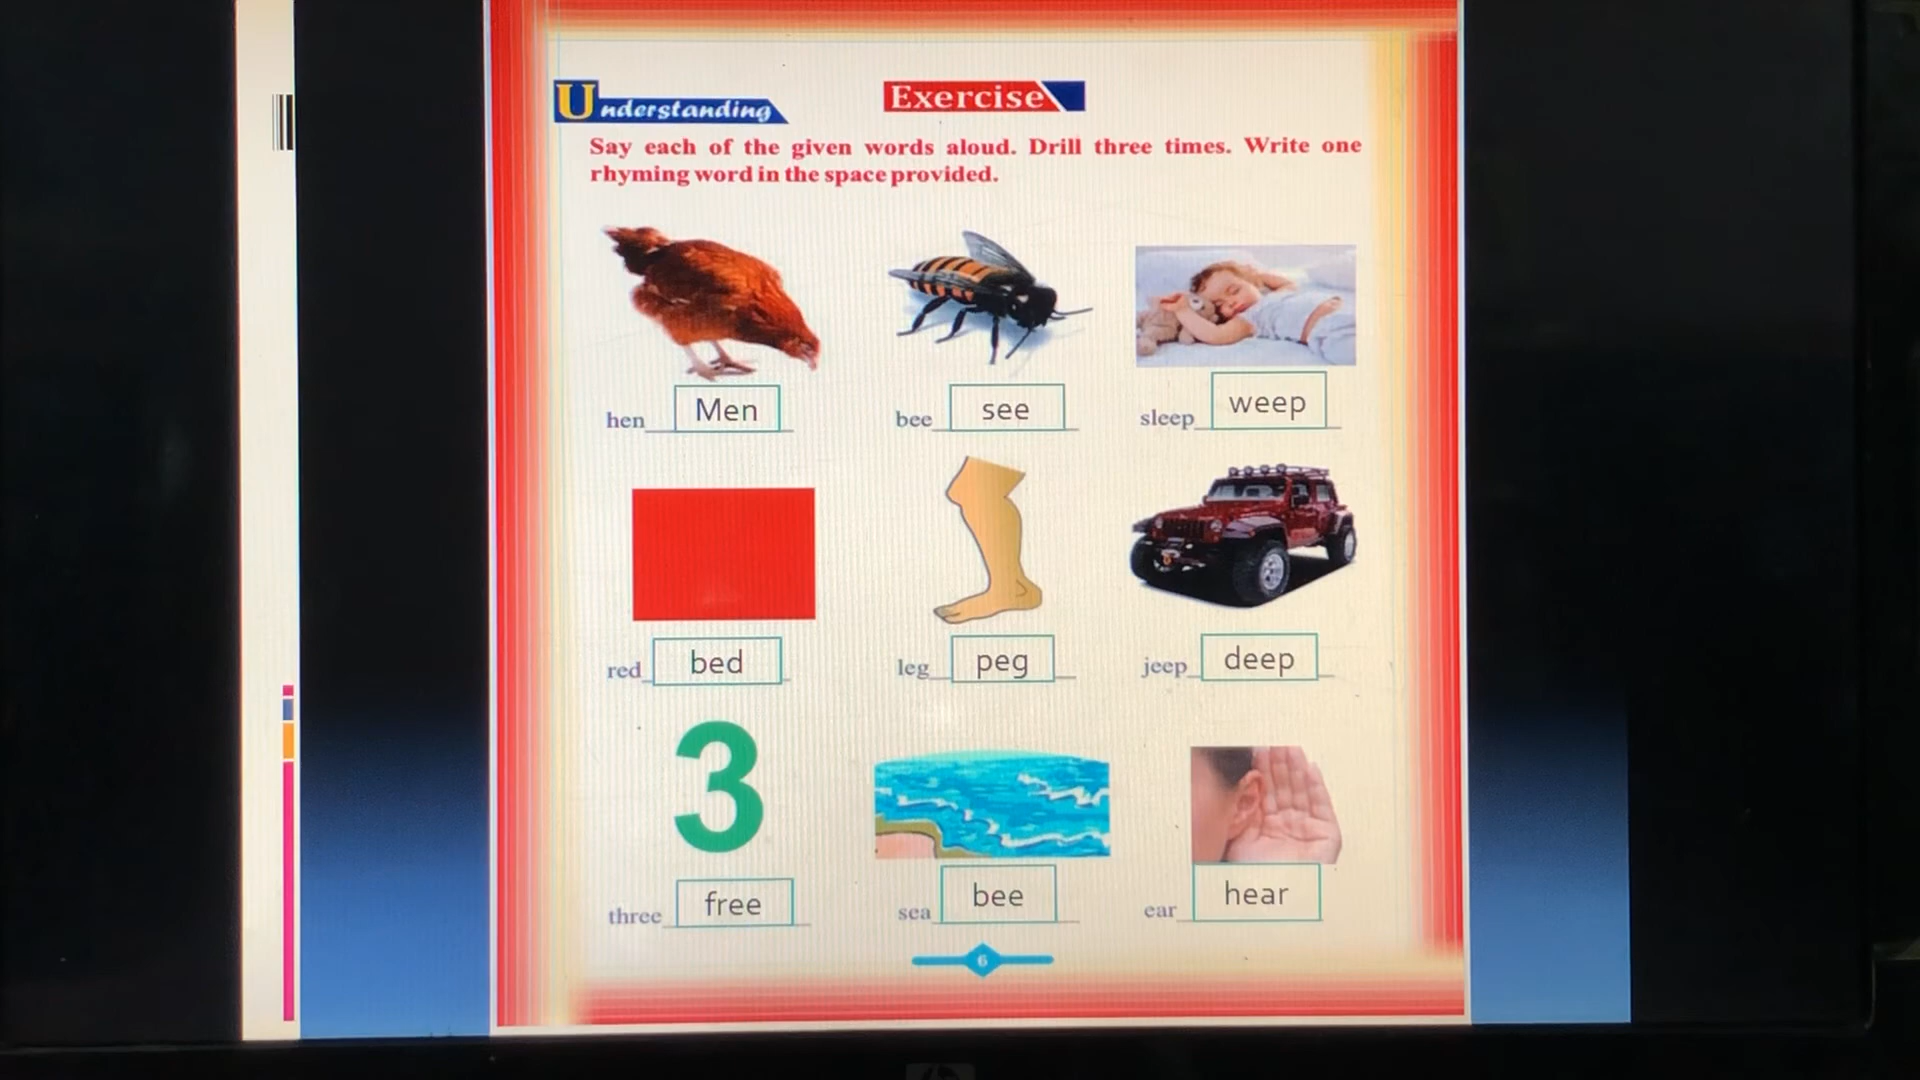 Understanding
Exercise
Say each of the given words aloud. Drill three times. Write one
rhyming word in the space provided.
hen Men
bee see
sleep weep
red bed
leg peg
jeep deep
3
three free
sea bee
ear hear
6
hp